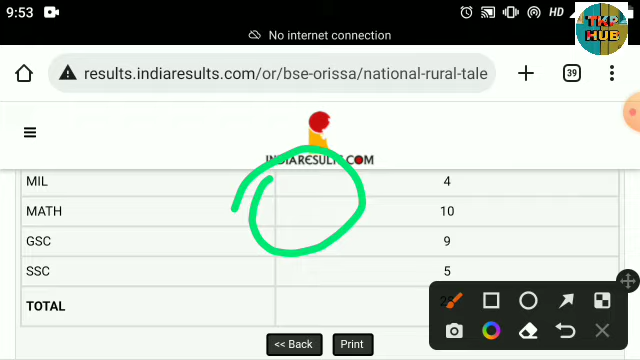 9:53
HD
TKP HUB
No internet connection
results.indiaresults.com/or/bse-orissa/national-rural-tale
39
INDIARESULTS.COM
MIL 4
MATH 10
GSC 9
SSC 5
TOTAL
<< Back Print